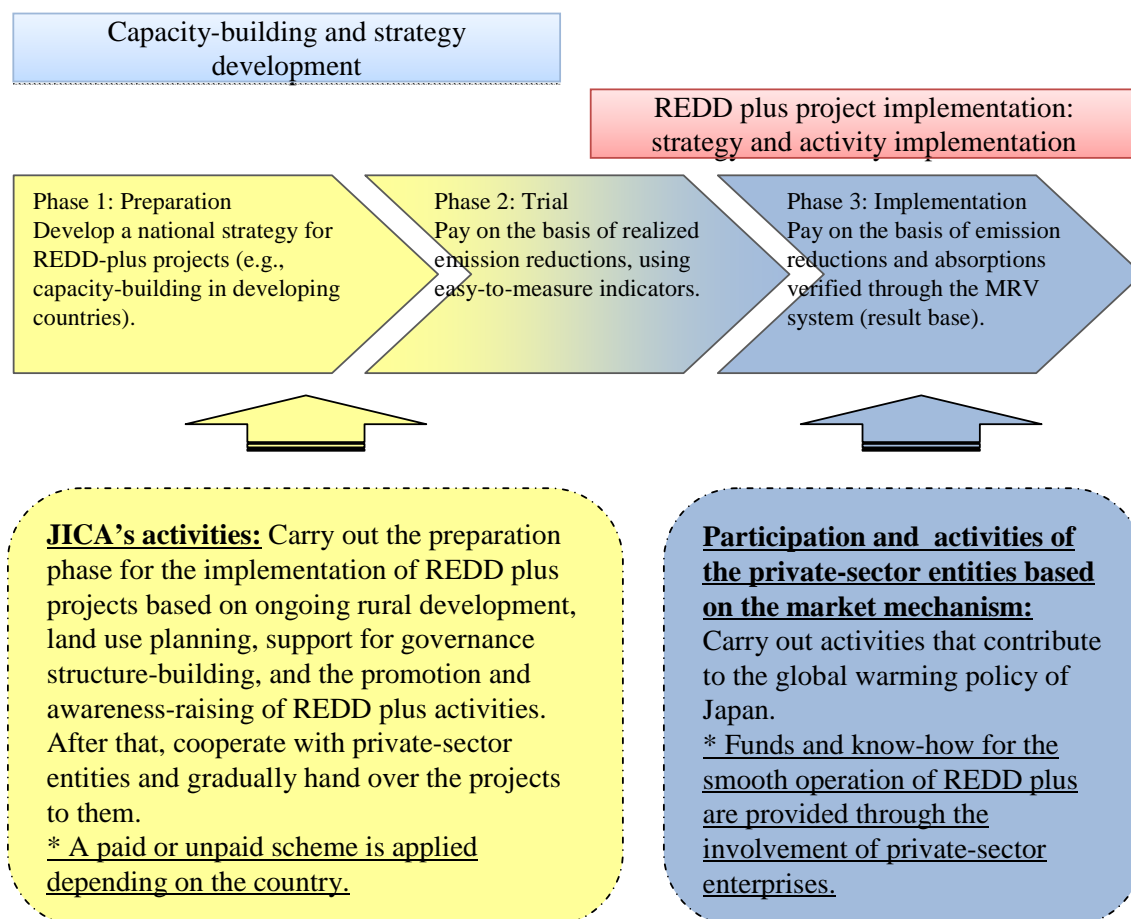 Capacity-building and strategy
development
REDD plus project implementation:
strategy and activity implementation
Phase 1: Preparation
Develop a national strategy for
REDD-plus projects (e.g.,
capacity-building in developing
countries).
Phase 2: Trial
Pay on the basis of realized
emission reductions, using
easy-to-measure indicators.
Phase 3: Implementation
Pay on the basis of emission
reductions and absorptions
verified through the MRV
system (result base).
JICA’s activities: Carry out the preparation
phase for the implementation of REDD plus
projects based on ongoing rural development,
land use planning, support for governance
structure-building, and the promotion and
awareness-raising of REDD plus activities.
After that, cooperate with private-sector
entities and gradually hand over the projects
to them.
* A paid or unpaid scheme is applied
depending on the country.
Participation and activities of
the private-sector entities based
on the market mechanism:
Carry out activities that contribute
to the global warming policy of
Japan.
* Funds and know-how for the
smooth operation of REDD plus
are provided through the
involvement of private-sector
enterprises.